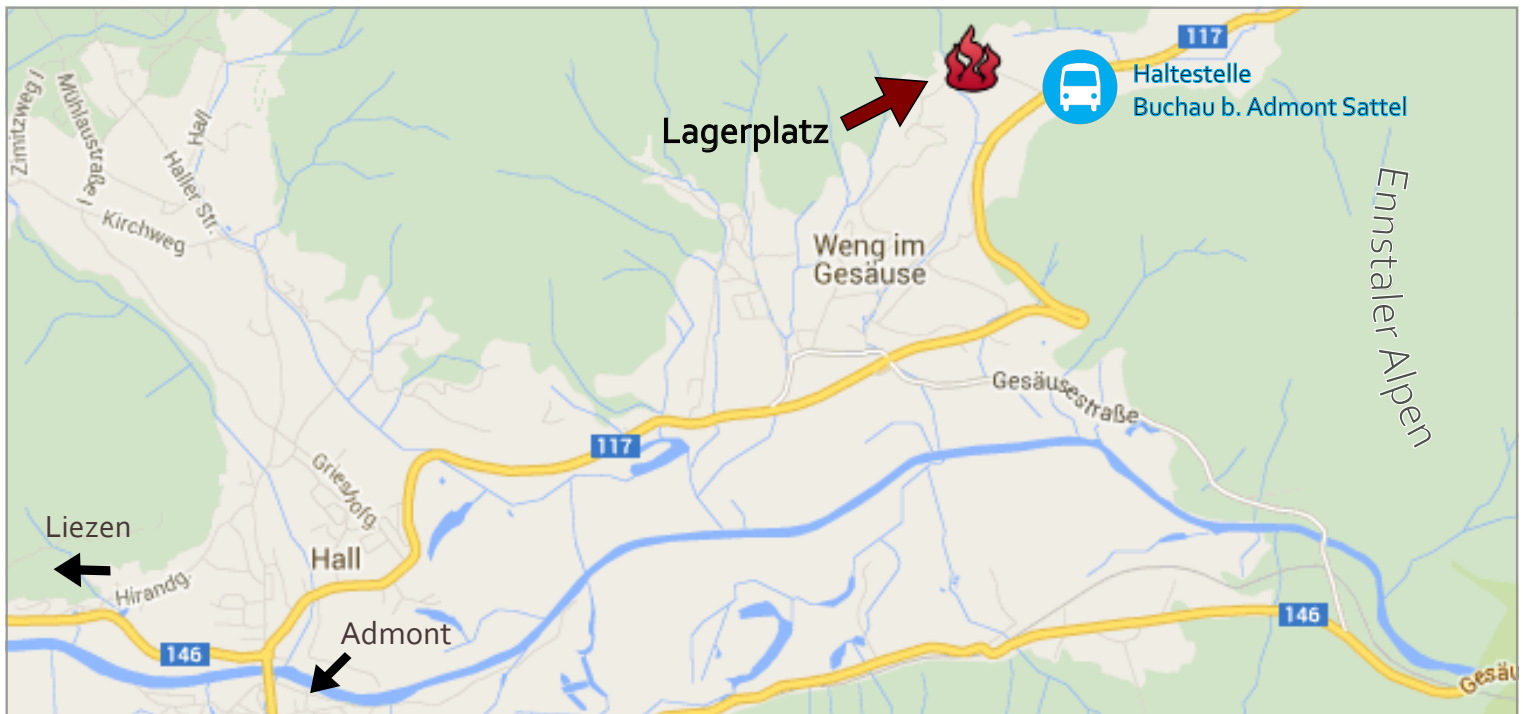 117
Haltestelle
Buchau b. Admont Sattel
Lagerplatz
Zirnitzweg
Mühlaustraße
Hall
Haller Str.
Kirchweg
Weng im
Gesäuse
Ennstaler Alpen
Gesäusestraße
117
Grieshofg.
Liezen
Hall
Hirandg.
Admont
146
146
Gesäu